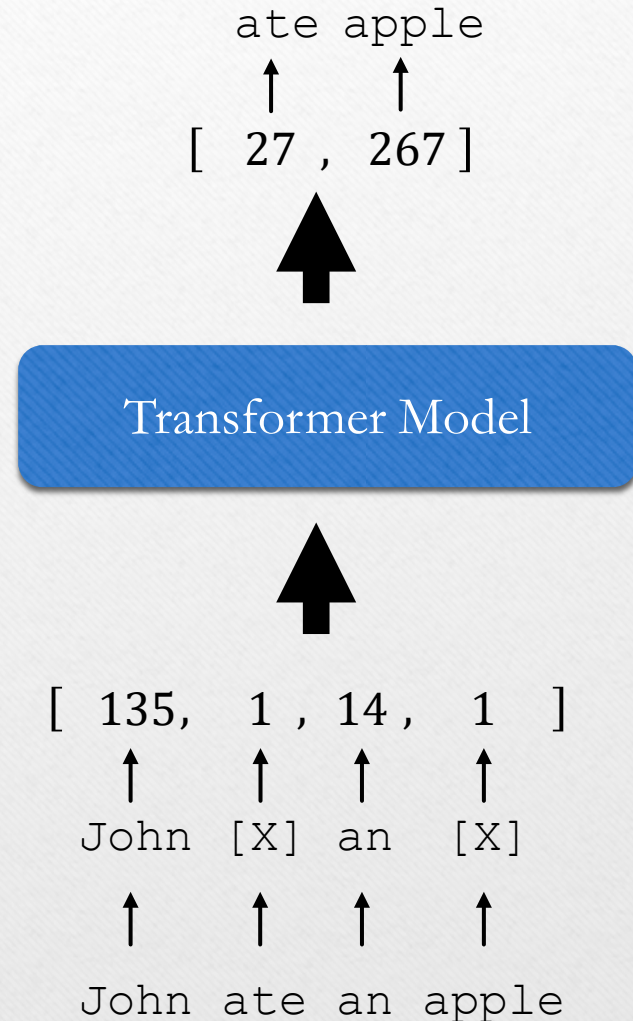 ate apple
[ 27 , 267 ]
Transformer Model
[ 135, 1 , 14 , 1 ]
John [X] an [X]
John ate an apple